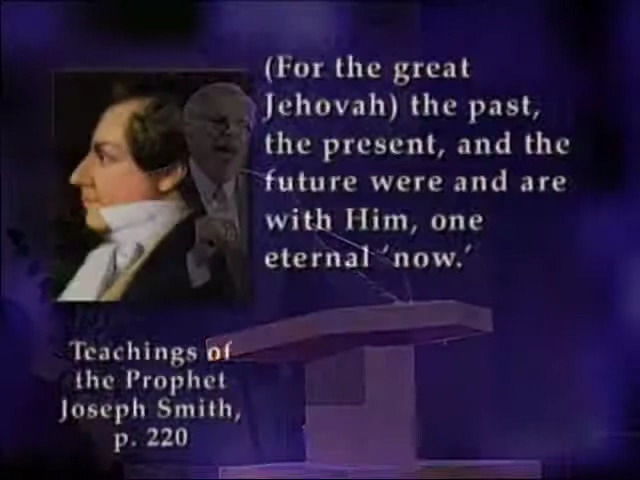 (For the great
Jehovah) the past,
the present, and the
future were and are
with Him, one
eternal ‘now.’
Teachings of
the Prophet
Joseph Smith,
p. 220